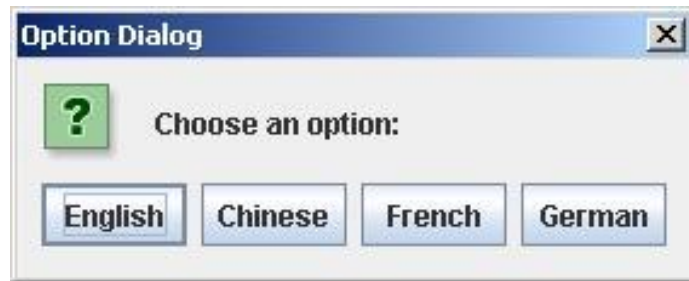 Option Dialog
?
Choose an option:
English Chinese French German